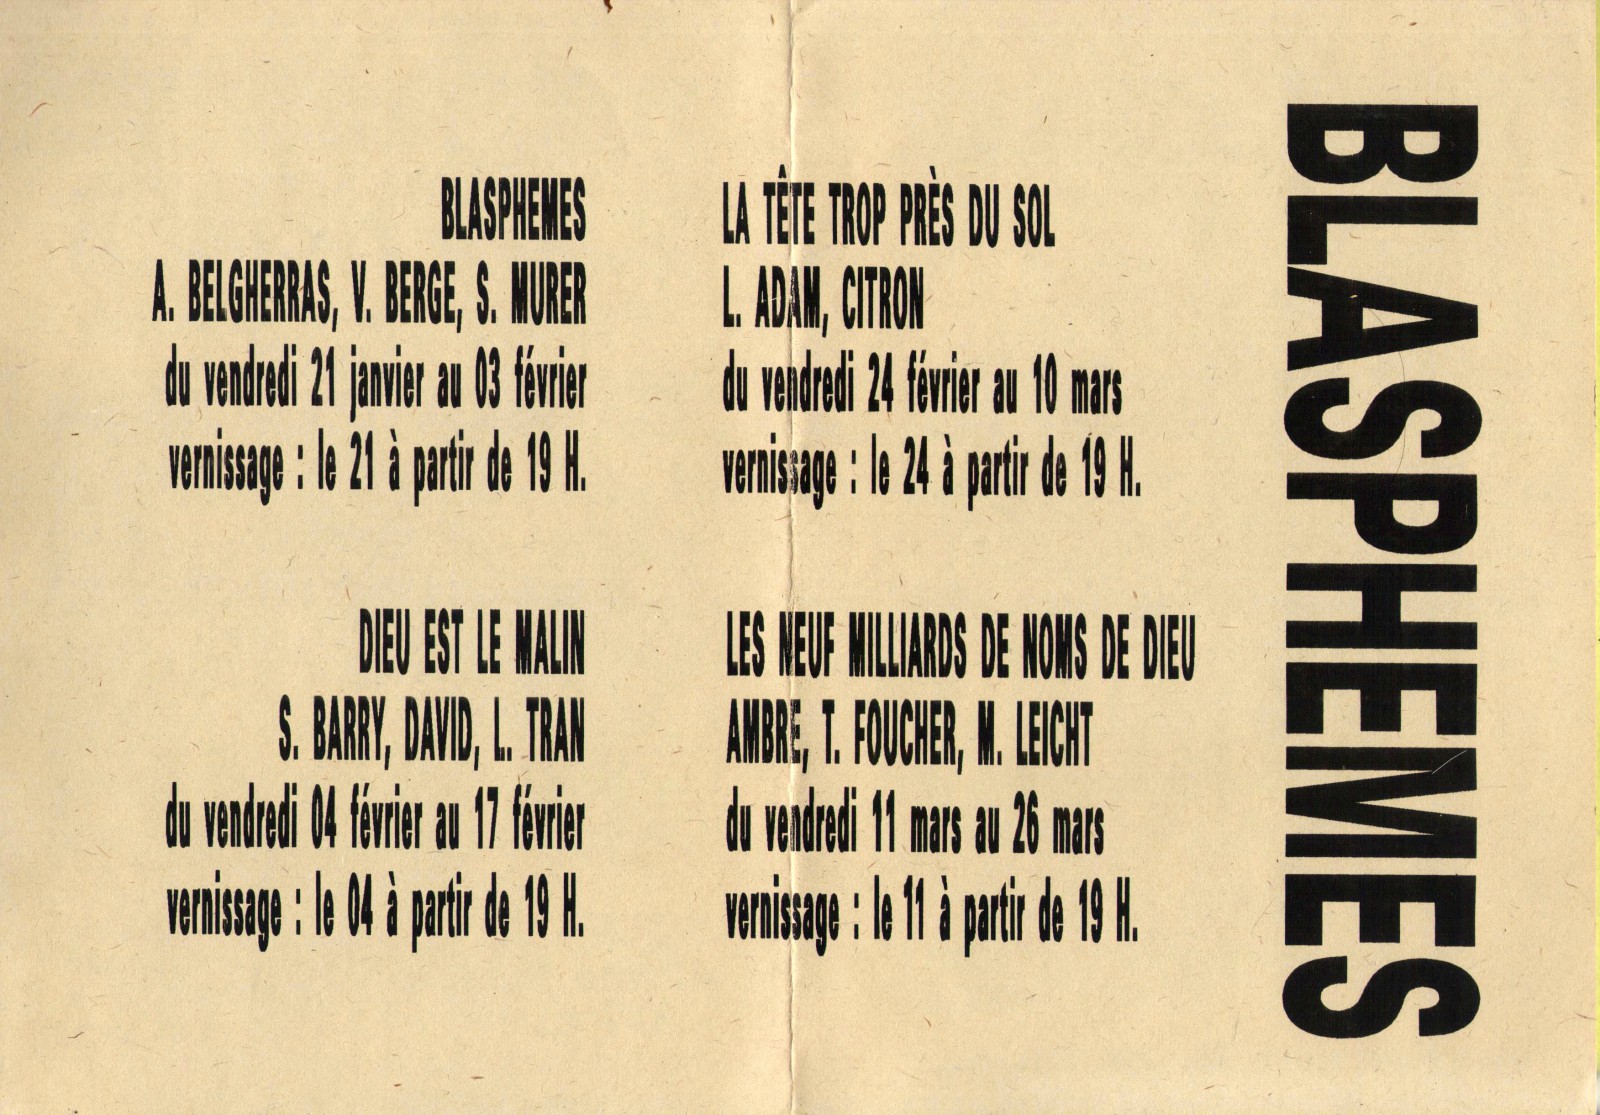 BLASPHEMES
A. BELGHERRAS, V. BERGE, S. MURER
du vendredi 21 janvier au 03 février
vernissage : le 21 à partir de 19 H.
DIEU EST LE MALIN
S. BARRY, DAVID, L. TRAN
du vendredi 04 février au 17 février
vernissage : le 04 à partir de 19 H.
LA TÊTE TROP PRÈS DU SOL
L. ADAM, CITRON
du vendredi 24 février au 10 mars
vernissage : le 24 à partir de 19 H.
LES NEUF MILLIARDS DE NOMS DE DIEU
AMBRE, T. FOUCHER, M. LEICHT
du vendredi 11 mars au 26 mars
vernissage : le 11 à partir de 19 H.
BLASPHEMES